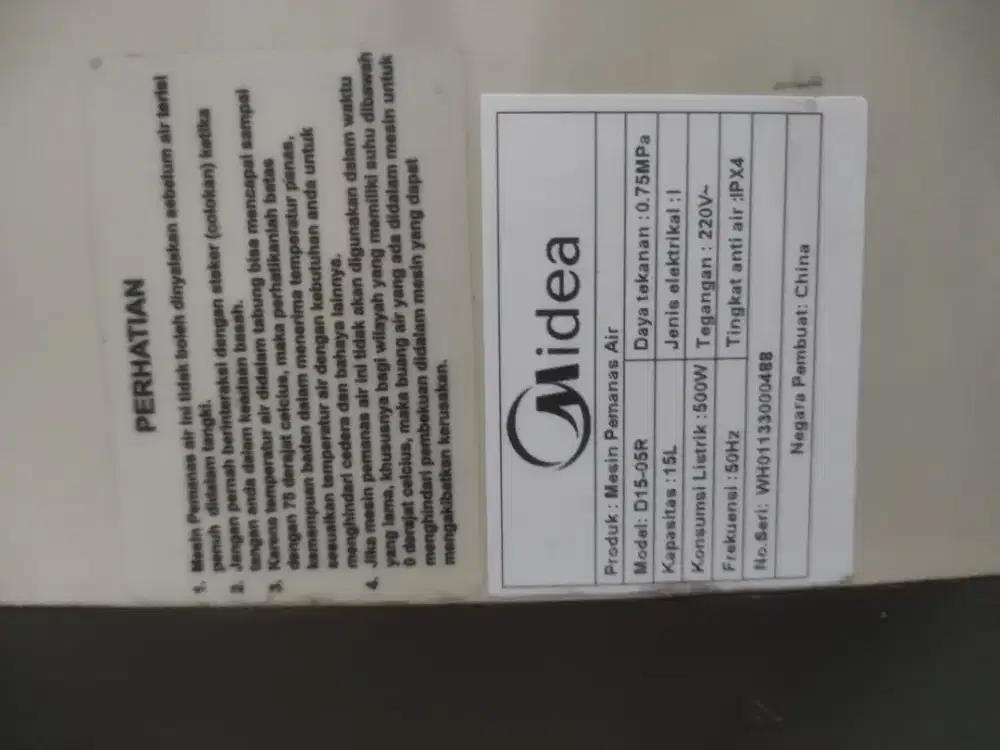 PERHATIAN
1. Mesin Pemanas air ini tidak boleh dinyalakan sebelum air terisi
penuh didalam tangki.
2. Jangan pernah berinteraksi dengan steker (colokan) ketika
tangan anda dalam keadaan basah.
3. Karena temperatur air didalam tabung bisa mencapai sampai
dengan 75 derajat celcius, maka perhatikanlah batas
kemampuan badan dalam menerima temperatur panas,
sesuaikan temperatur air dengan kebutuhan anda untuk
menghindari cedera dan bahaya lainnya.
4. Jika mesin pemanas air ini tidak akan digunakan dalam waktu
yang lama, khususnya bagi wilayah yang memiliki suhu dibawah
0 derajat celcius, maka buang air yang ada didalam mesin untuk
menghindari pembekuan didalam mesin yang dapat
mengakibatkan kerusakan.
Midea
Produk : Mesin Pemanas Air
Model: D15-05R Daya tekanan : 0.75MPa
Kapasitas :15L Jenis elektrikal : I
Konsumsi Listrik :500W Tegangan : 220V~
Frekuensi :50Hz Tingkat anti air :IPX4
No.Seri: WH01133000488
Negara Pembuat: China